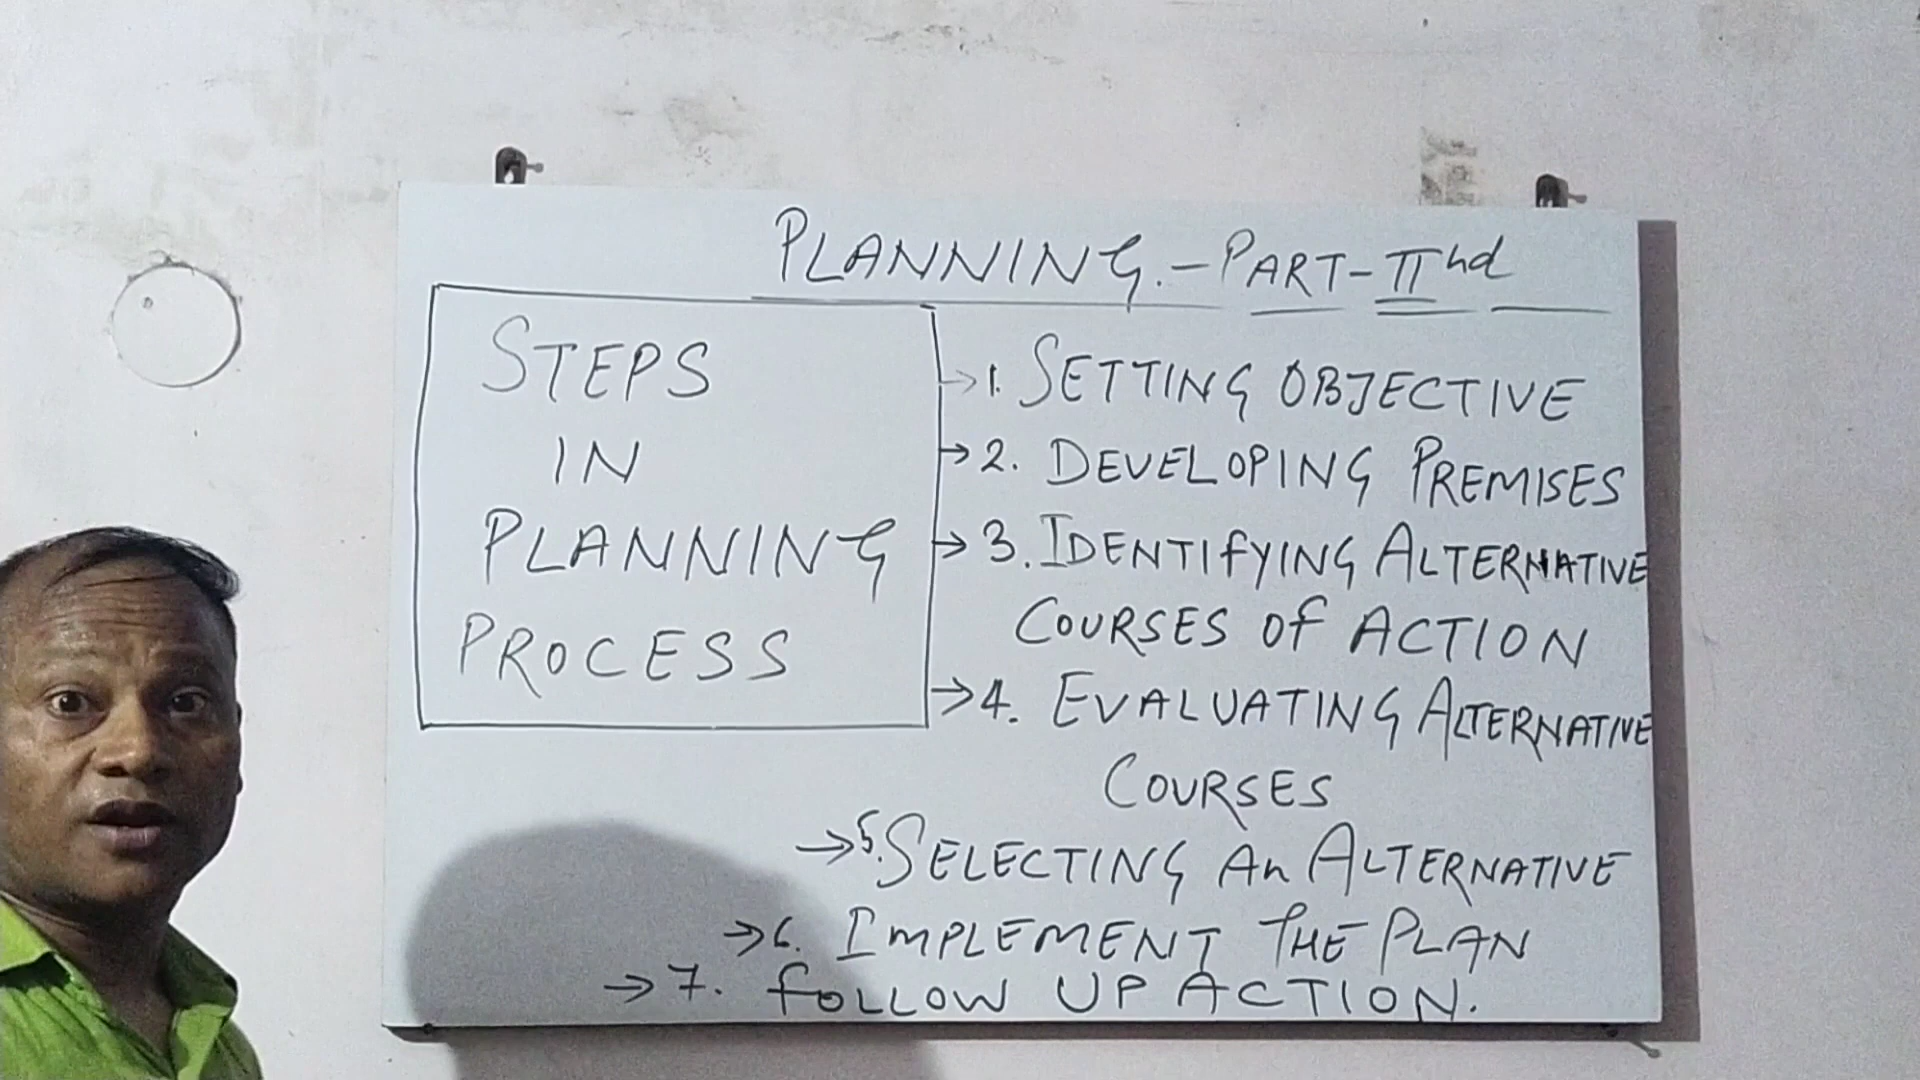 PLANNING.-PART-IInd
STEPS
IN
PLANNING
PROCESS
→1. SETTING OBJECTIVE
→2. DEVELOPING PREMISES
→3. IDENTIFYING ALTERNATIVE
COURSES OF ACTION
→4. EVALUATING ALTERNATIVE
COURSES
→5. SELECTING An ALTERNATIVE
→6. IMPLEMENT THE PLAN
→7. FOLLOW UP ACTION.